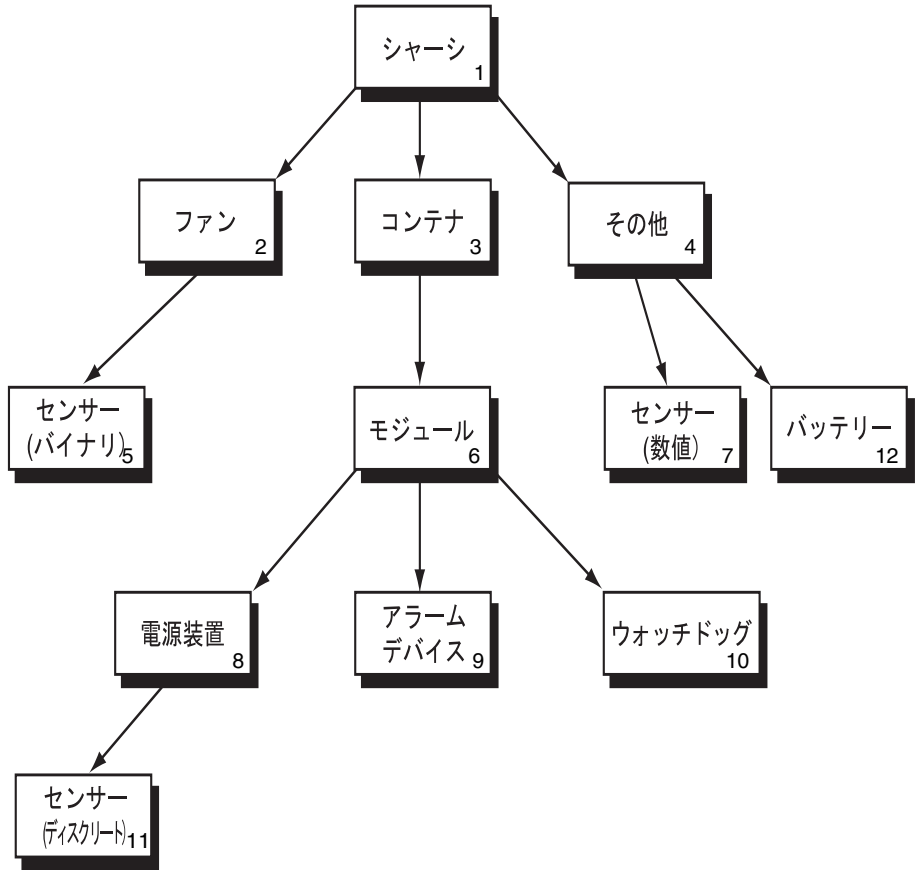 シャーシ
1
ファン
2
コンテナ
3
その他
4
センサー
(バイナリ)
5
モジュール
6
センサー
(数値)
7
バッテリー
12
電源装置
8
アラーム
デバイス
9
ウォッチドッグ
10
センサー
(ディスクリート)
11